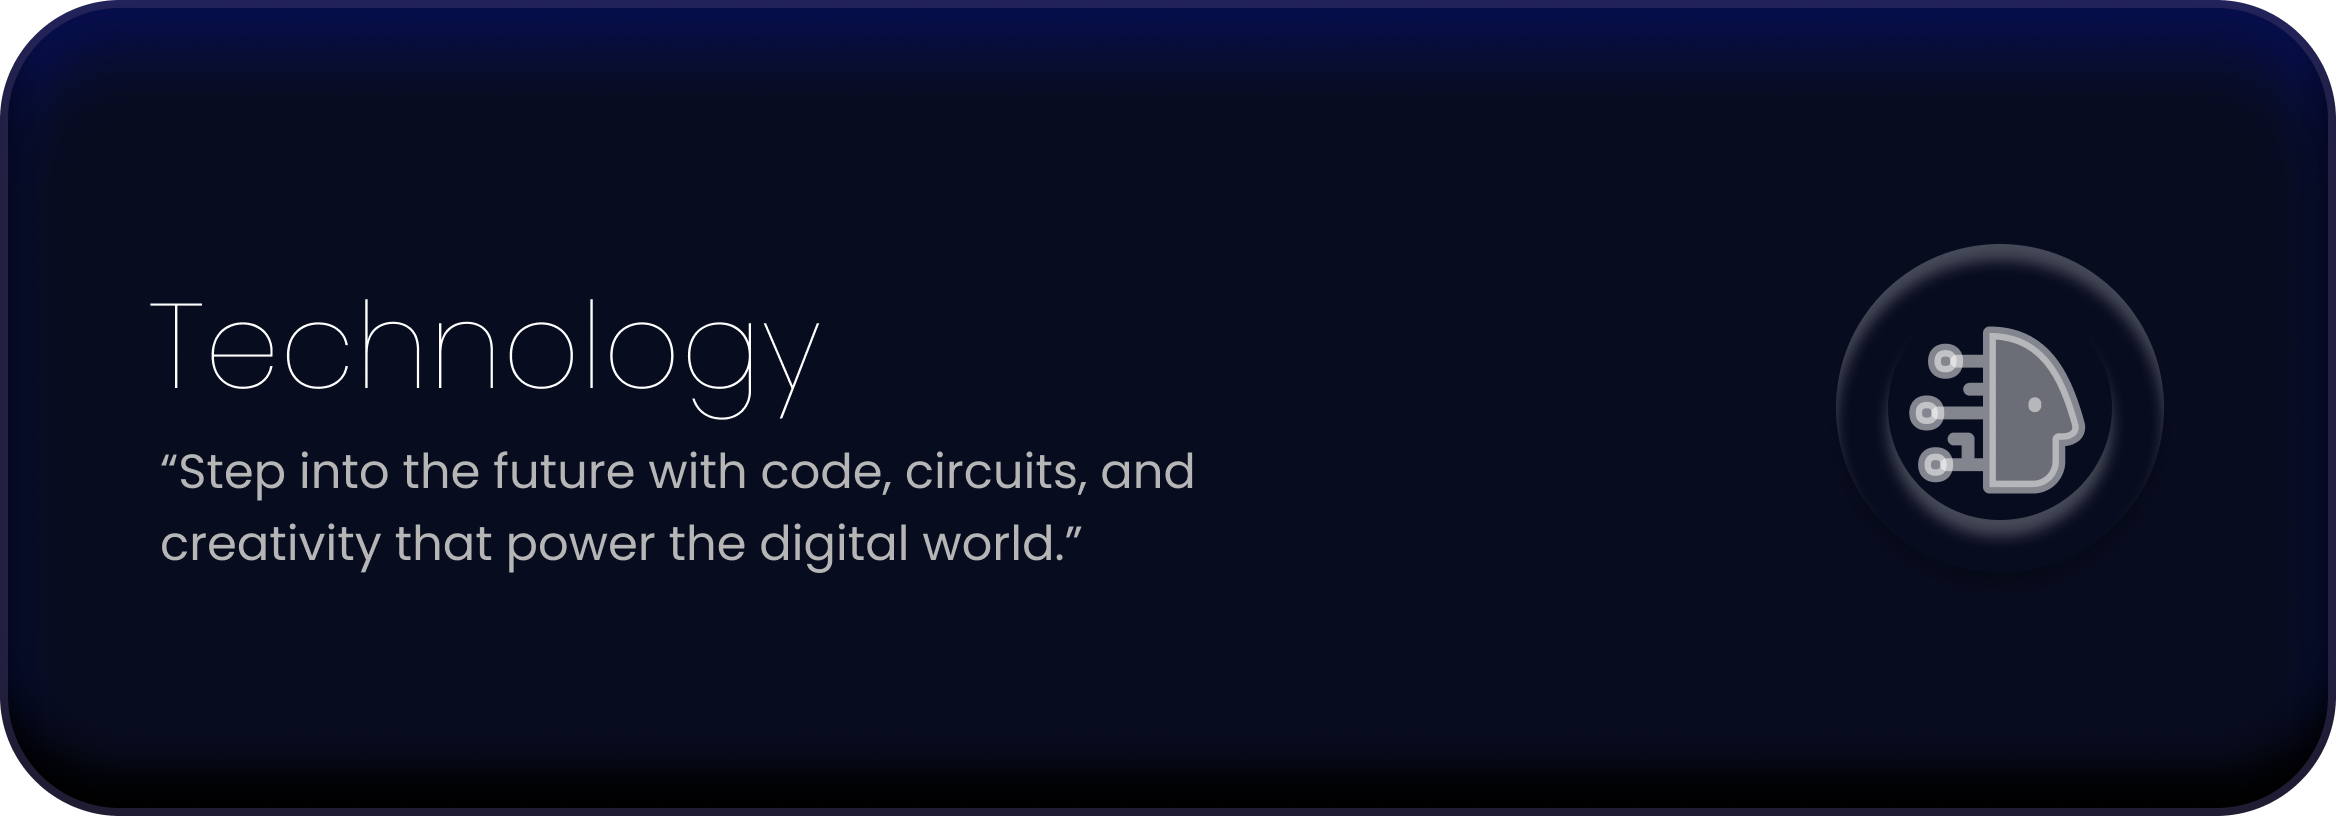 Technology
“Step into the future with code, circuits, and
creativity that power the digital world.”